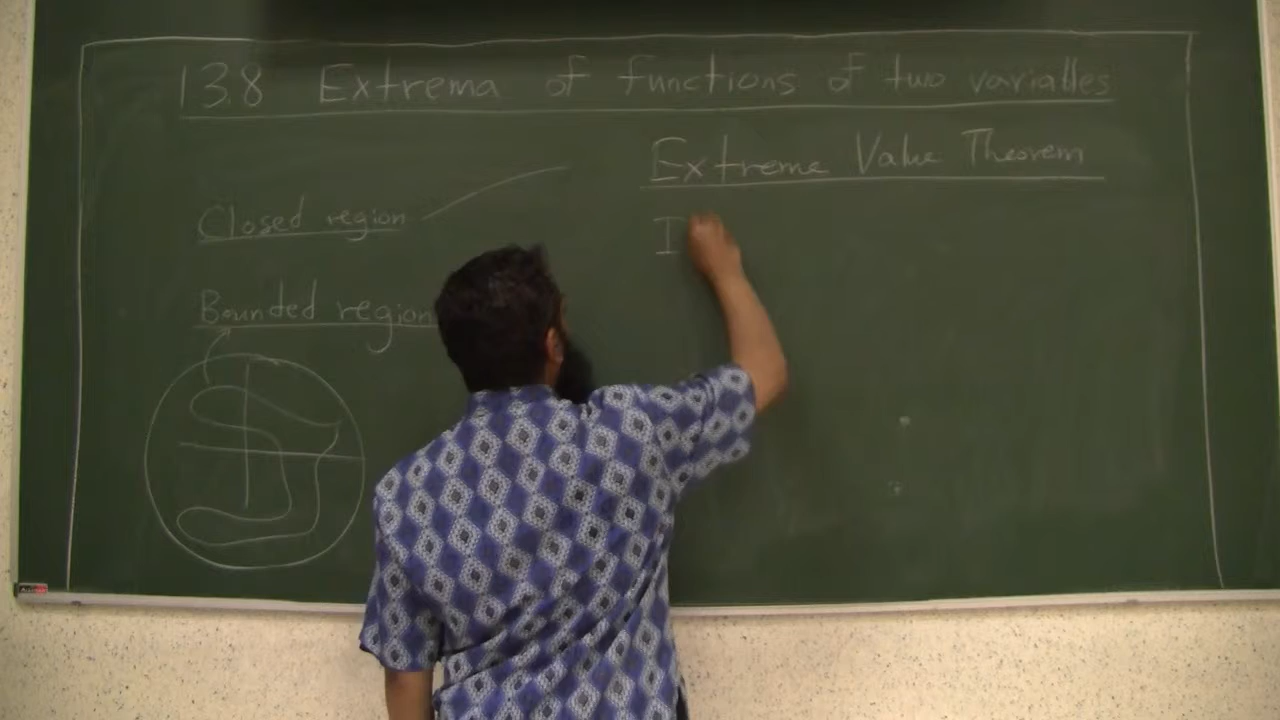 13.8 Extrema of functions of two variables
Closed region
Bounded region
Extreme Value Theorem
I